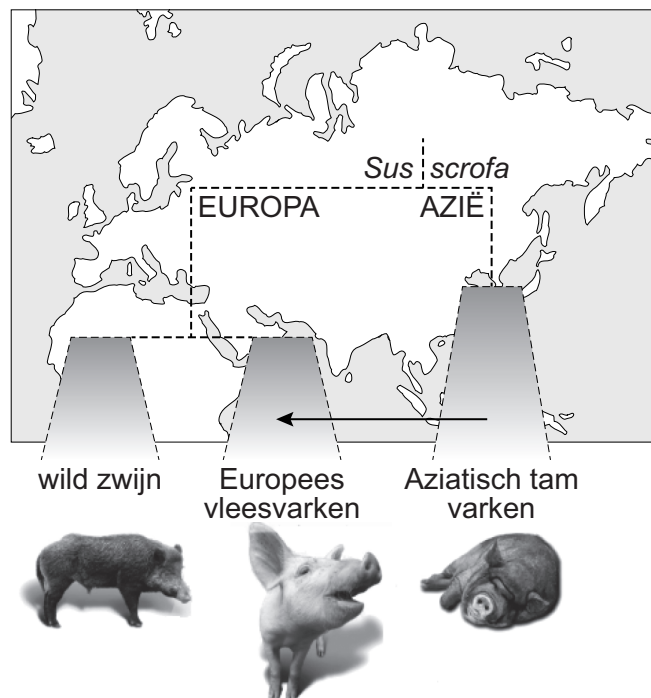 Sus scrofa
EUROPA AZIË
wild zwijn
Europees
vleesvarken
Aziatisch tam
varken